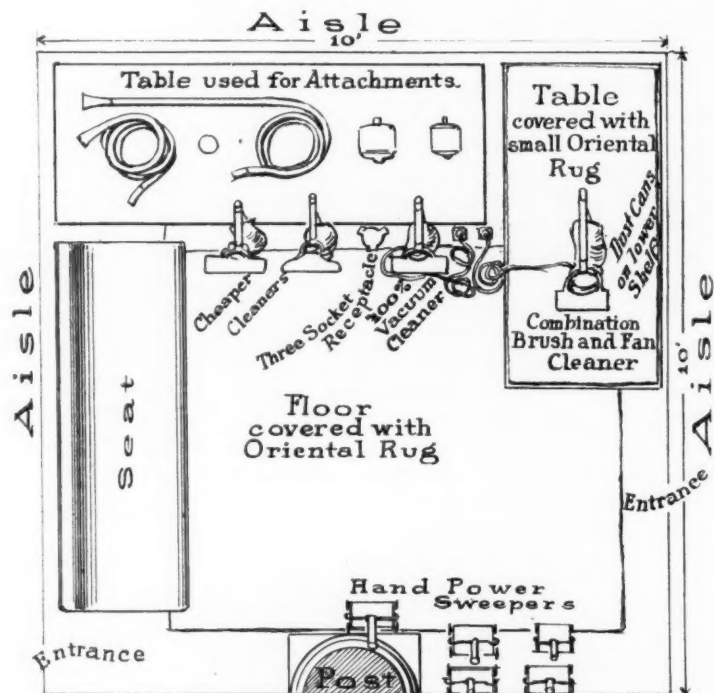 Aisle
10'
Table used for Attachments.
Table
covered with
small Oriental
Rug
Dust Cans
on lower
Shelf
Cheaper
Cleaners
Three Socket
Receptacle
100%
Vacuum
Cleaner
Combination
Brush and Fan
Cleaner
Aisle
Seat
Floor
covered with
Oriental Rug
10'
Aisle
Entrance
Hand Power
Sweepers
Entrance
Post